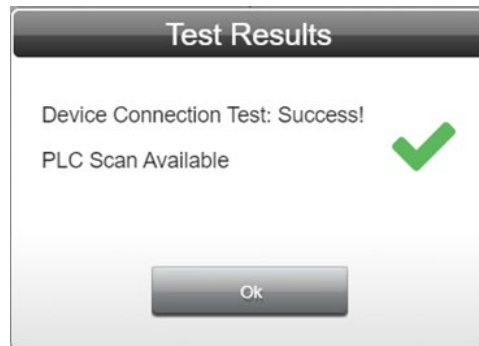 Test Results
Device Connection Test: Success!
PLC Scan Available
Ok